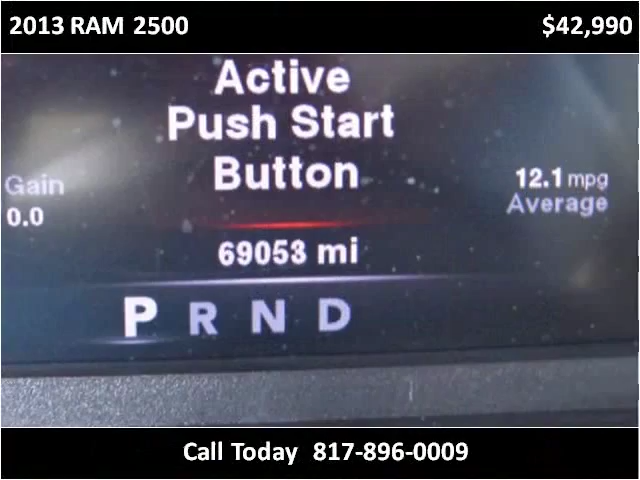 2013 RAM 2500 $42,990
Active
Push Start
Button
Gain
0.0
12.1 mpg
Average
69053 mi
P R N D
Call Today 817-896-0009